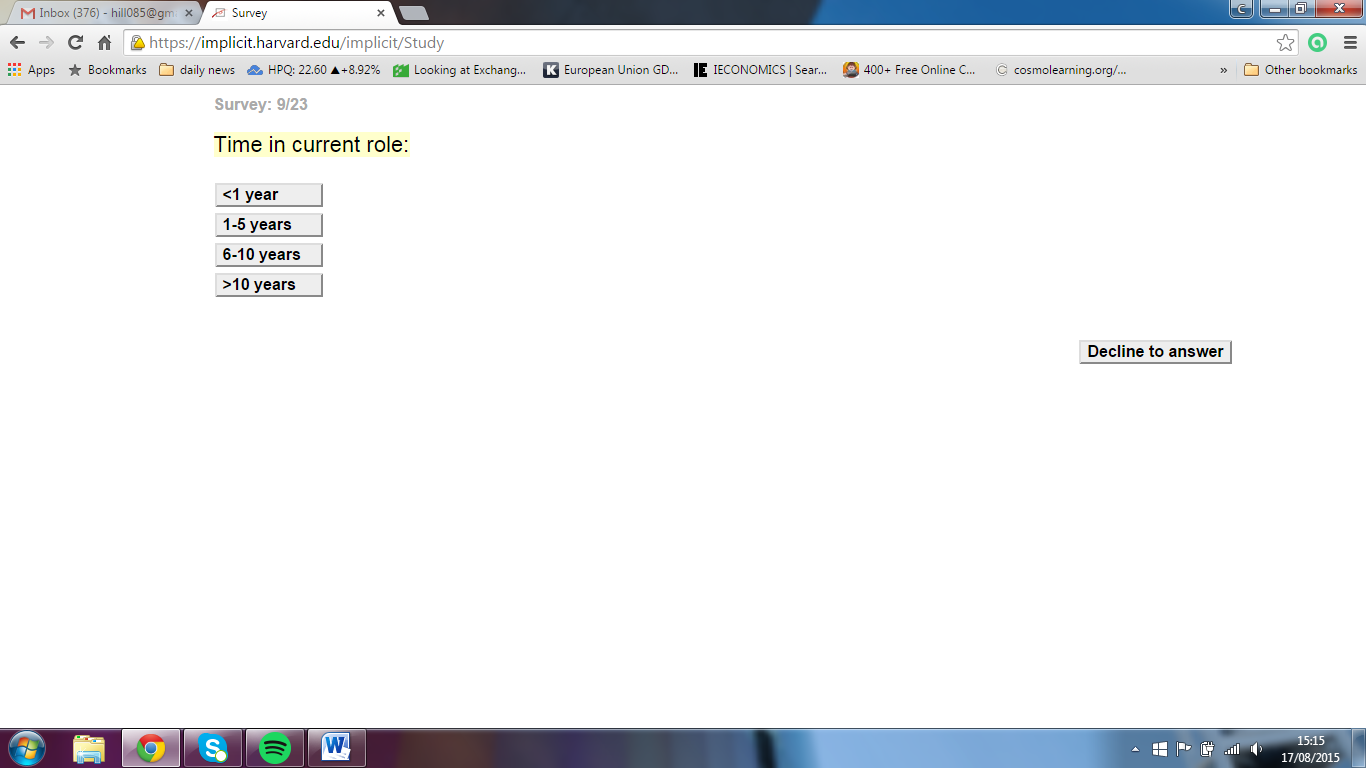 Inbox (376) - hill085@gm
Survey
https://implicit.harvard.edu/implicit/Study
Apps
Bookmarks
daily news
HPQ: 22.60 ▲+8.92%
Looking at Exchang...
European Union GD...
IECONOMICS | Sear...
400+ Free Online C...
cosmolearning.org/...
»
Other bookmarks
Survey: 9/23
Time in current role:
<1 year
1-5 years
6-10 years
>10 years
Decline to answer
15:15
17/08/2015